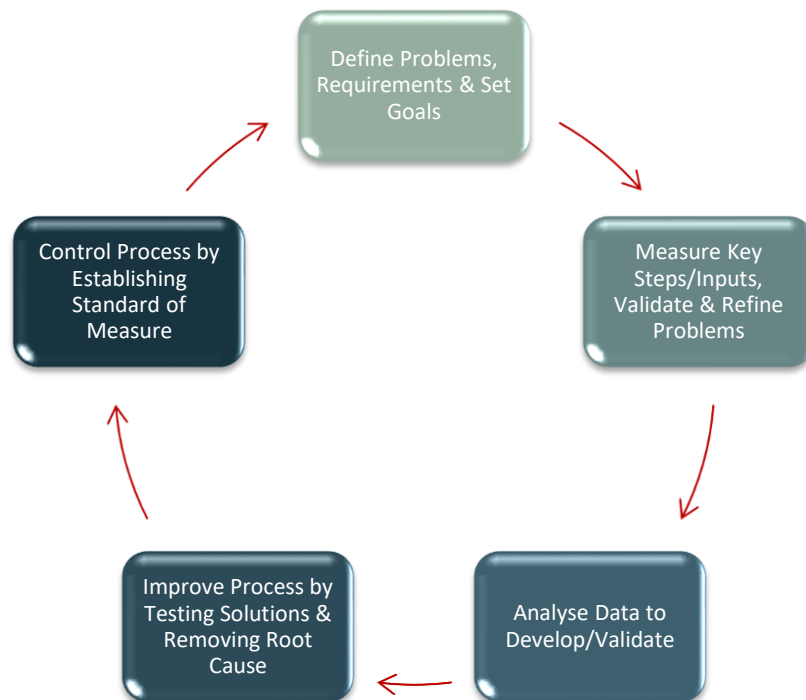 Define Problems,
Requirements & Set
Goals
Measure Key
Steps/Inputs,
Validate & Refine
Problems
Analyse Data to
Develop/Validate
Improve Process by
Testing Solutions &
Removing Root
Cause
Control Process by
Establishing
Standard of
Measure